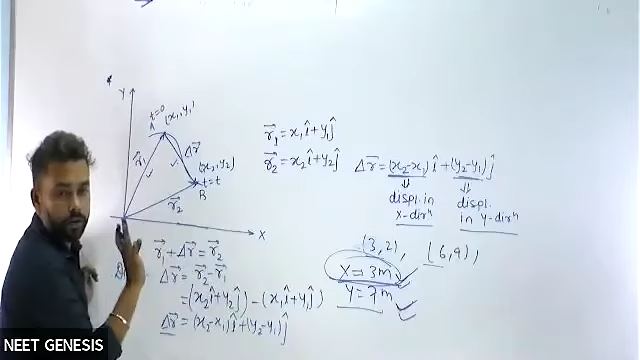 Y
t=0
(x₁,y₁)
A
r⃗₁
Δr⃗
(x₂,y₂)
t=t
B
r⃗₂
X
r⃗₁=x₁î+y₁ĵ
r⃗₂=x₂î+y₂ĵ
Δr⃗=(x₂-x₁)î+(y₂-y₁)ĵ
⇓ ⇓
displ. in displ.
x-dirⁿ in y-dirⁿ
(3,2), (6,9),
X=3m
Y=7m
r⃗₁+Δr⃗=r⃗₂
Δr⃗=r⃗₂-r⃗₁
=(x₂î+y₂ĵ)-(x₁î+y₁ĵ)
Δr⃗=(x₂-x₁)î+(y₂-y₁)ĵ
NEET GENESIS